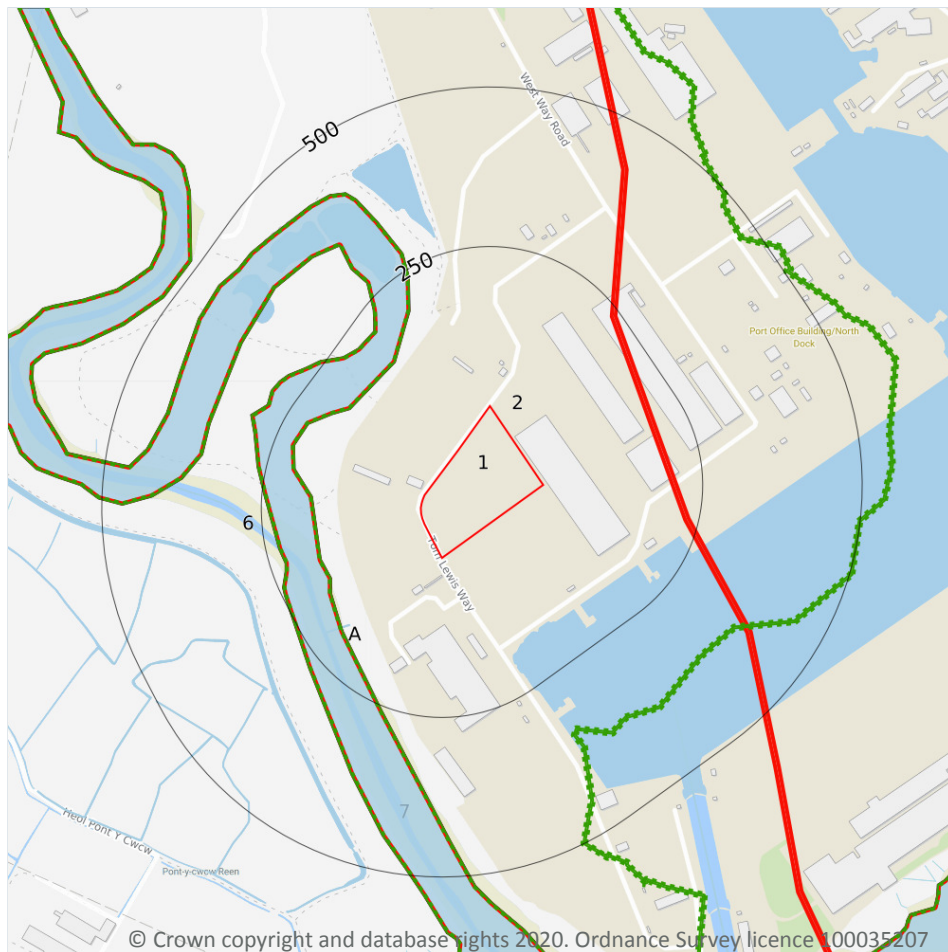 West Way Road
500
250
Port Office Building/North
Dock
2
1
6
Tom Lewis Way
A
7
Heol Pont Y Cwcw
Pont-y-cwcw Reen
© Crown copyright and database rights 2020. Ordnance Survey licence 100035207